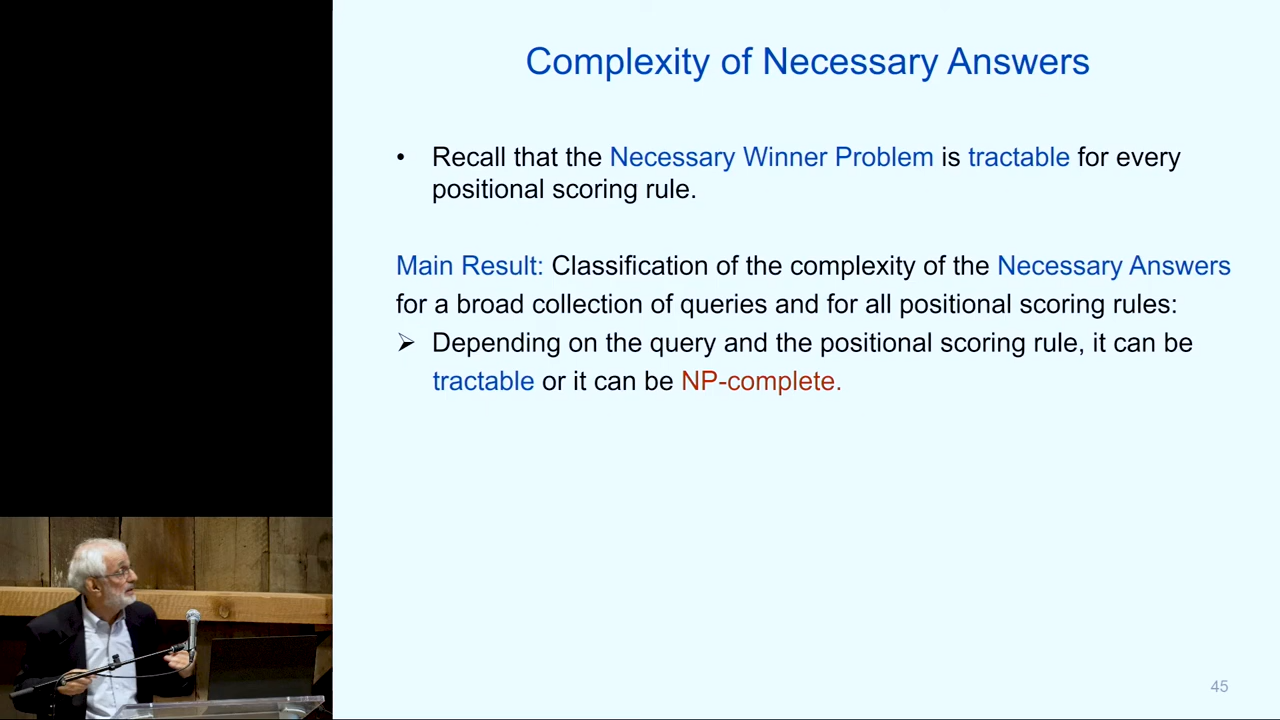 Complexity of Necessary Answers
• Recall that the Necessary Winner Problem is tractable for every
positional scoring rule.
Main Result: Classification of the complexity of the Necessary Answers
for a broad collection of queries and for all positional scoring rules:
➢ Depending on the query and the positional scoring rule, it can be
tractable or it can be NP-complete.
45